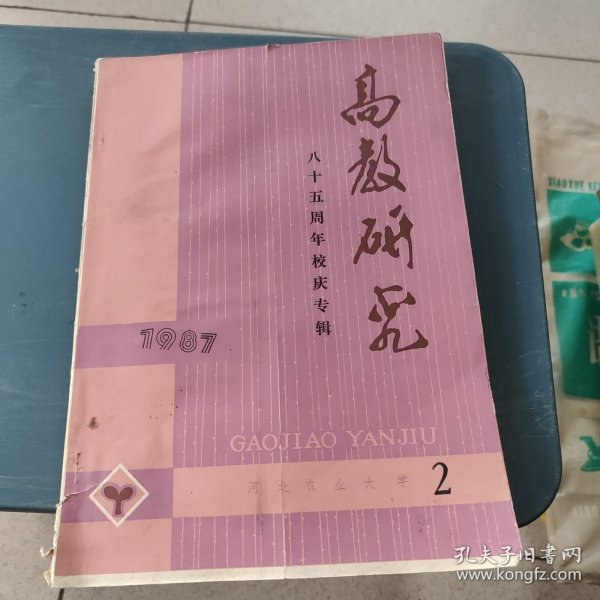 高教研究
八十五周年校庆专辑
1987
GAOJIAO YANJIU
河北农业大学
2
孔夫子旧书网
www.kongfz.com